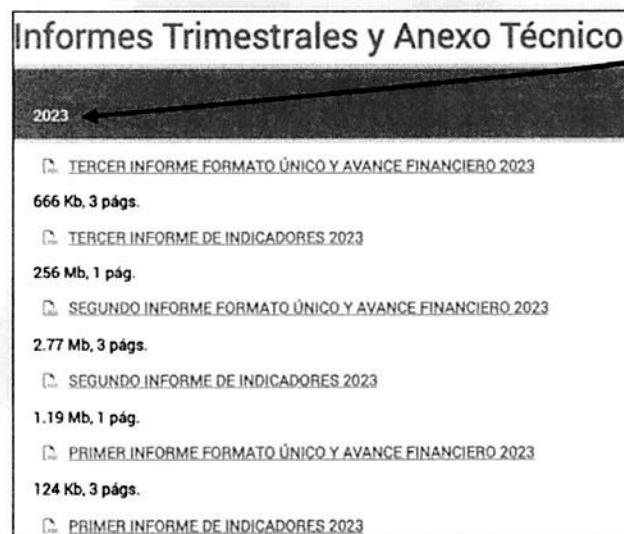 Informes Trimestrales y Anexo Técnico
2023
TERCER INFORME FORMATO ÚNICO Y AVANCE FINANCIERO 2023
666 Kb, 3 págs.
TERCER INFORME DE INDICADORES 2023
256 Mb, 1 pág.
SEGUNDO INFORME FORMATO ÚNICO Y AVANCE FINANCIERO 2023
2.77 Mb, 3 págs.
SEGUNDO INFORME DE INDICADORES 2023
1.19 Mb, 1 pág.
PRIMER INFORME FORMATO ÚNICO Y AVANCE FINANCIERO 2023
124 Kb, 3 págs.
PRIMER INFORME DE INDICADORES 2023